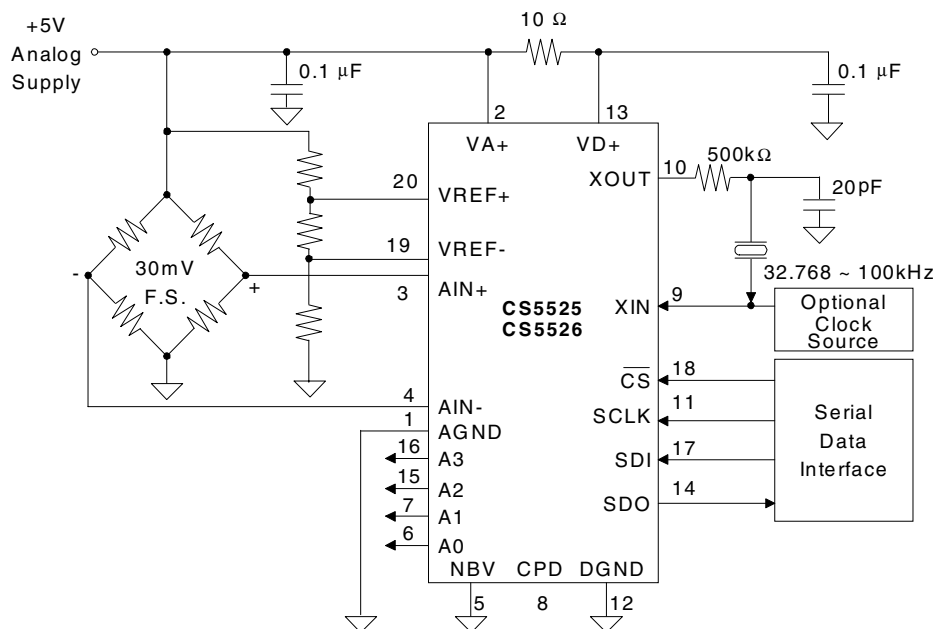 +5V
Analog
Supply
10 Ω
0.1 µF
0.1 µF
2
13
VA+
VD+
20
VREF+
19
VREF-
3
AIN+
30mV
F.S.
-
+
CS5525
CS5526
XOUT
10
500kΩ
20pF
32.768 ~ 100kHz
XIN
9
Optional
Clock
Source
CS
18
SCLK
11
SDI
17
SDO
14
Serial
Data
Interface
4
AIN-
1
AGND
16
A3
15
A2
7
A1
6
A0
NBV
CPD
DGND
5
8
12